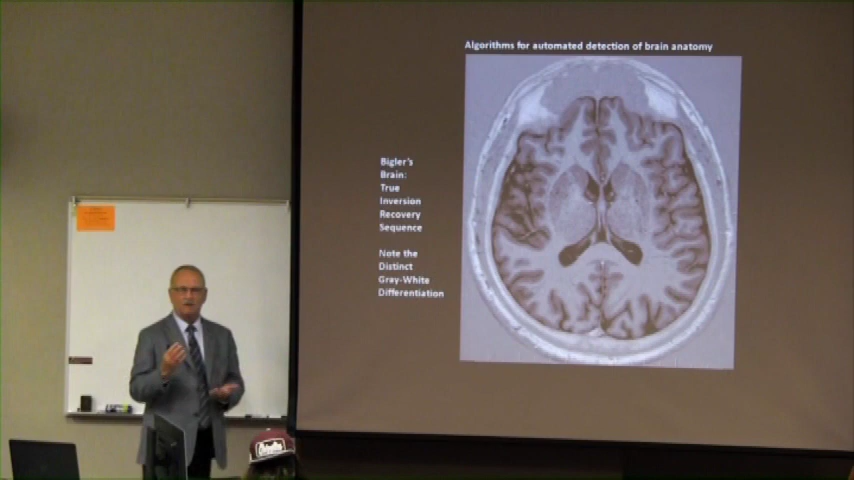 Algorithms for automated detection of brain anatomy
Bigler's
Brain:
True
Inversion
Recovery
Sequence
Note the
Distinct
Gray-White
Differentiation